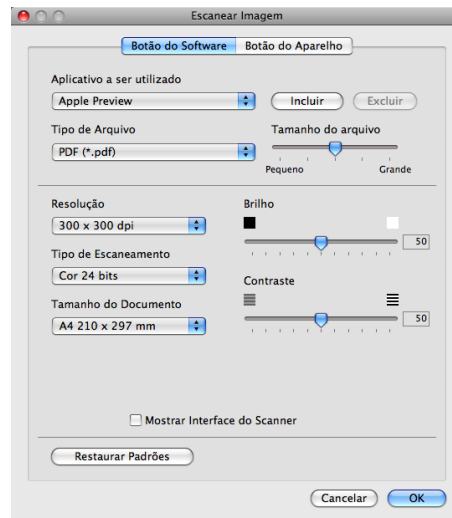 Escanear Imagem
Botão do Software Botão do Aparelho
Aplicativo a ser utilizado
Apple Preview Incluir Excluir
Tipo de Arquivo Tamanho do arquivo
PDF (*.pdf)
Pequeno Grande
Resolução Brilho
300 x 300 dpi
50
Tipo de Escaneamento
Cor 24 bits
Contraste
Tamanho do Documento
A4 210 x 297 mm 50
Mostrar Interface do Scanner
Restaurar Padrões
Cancelar OK